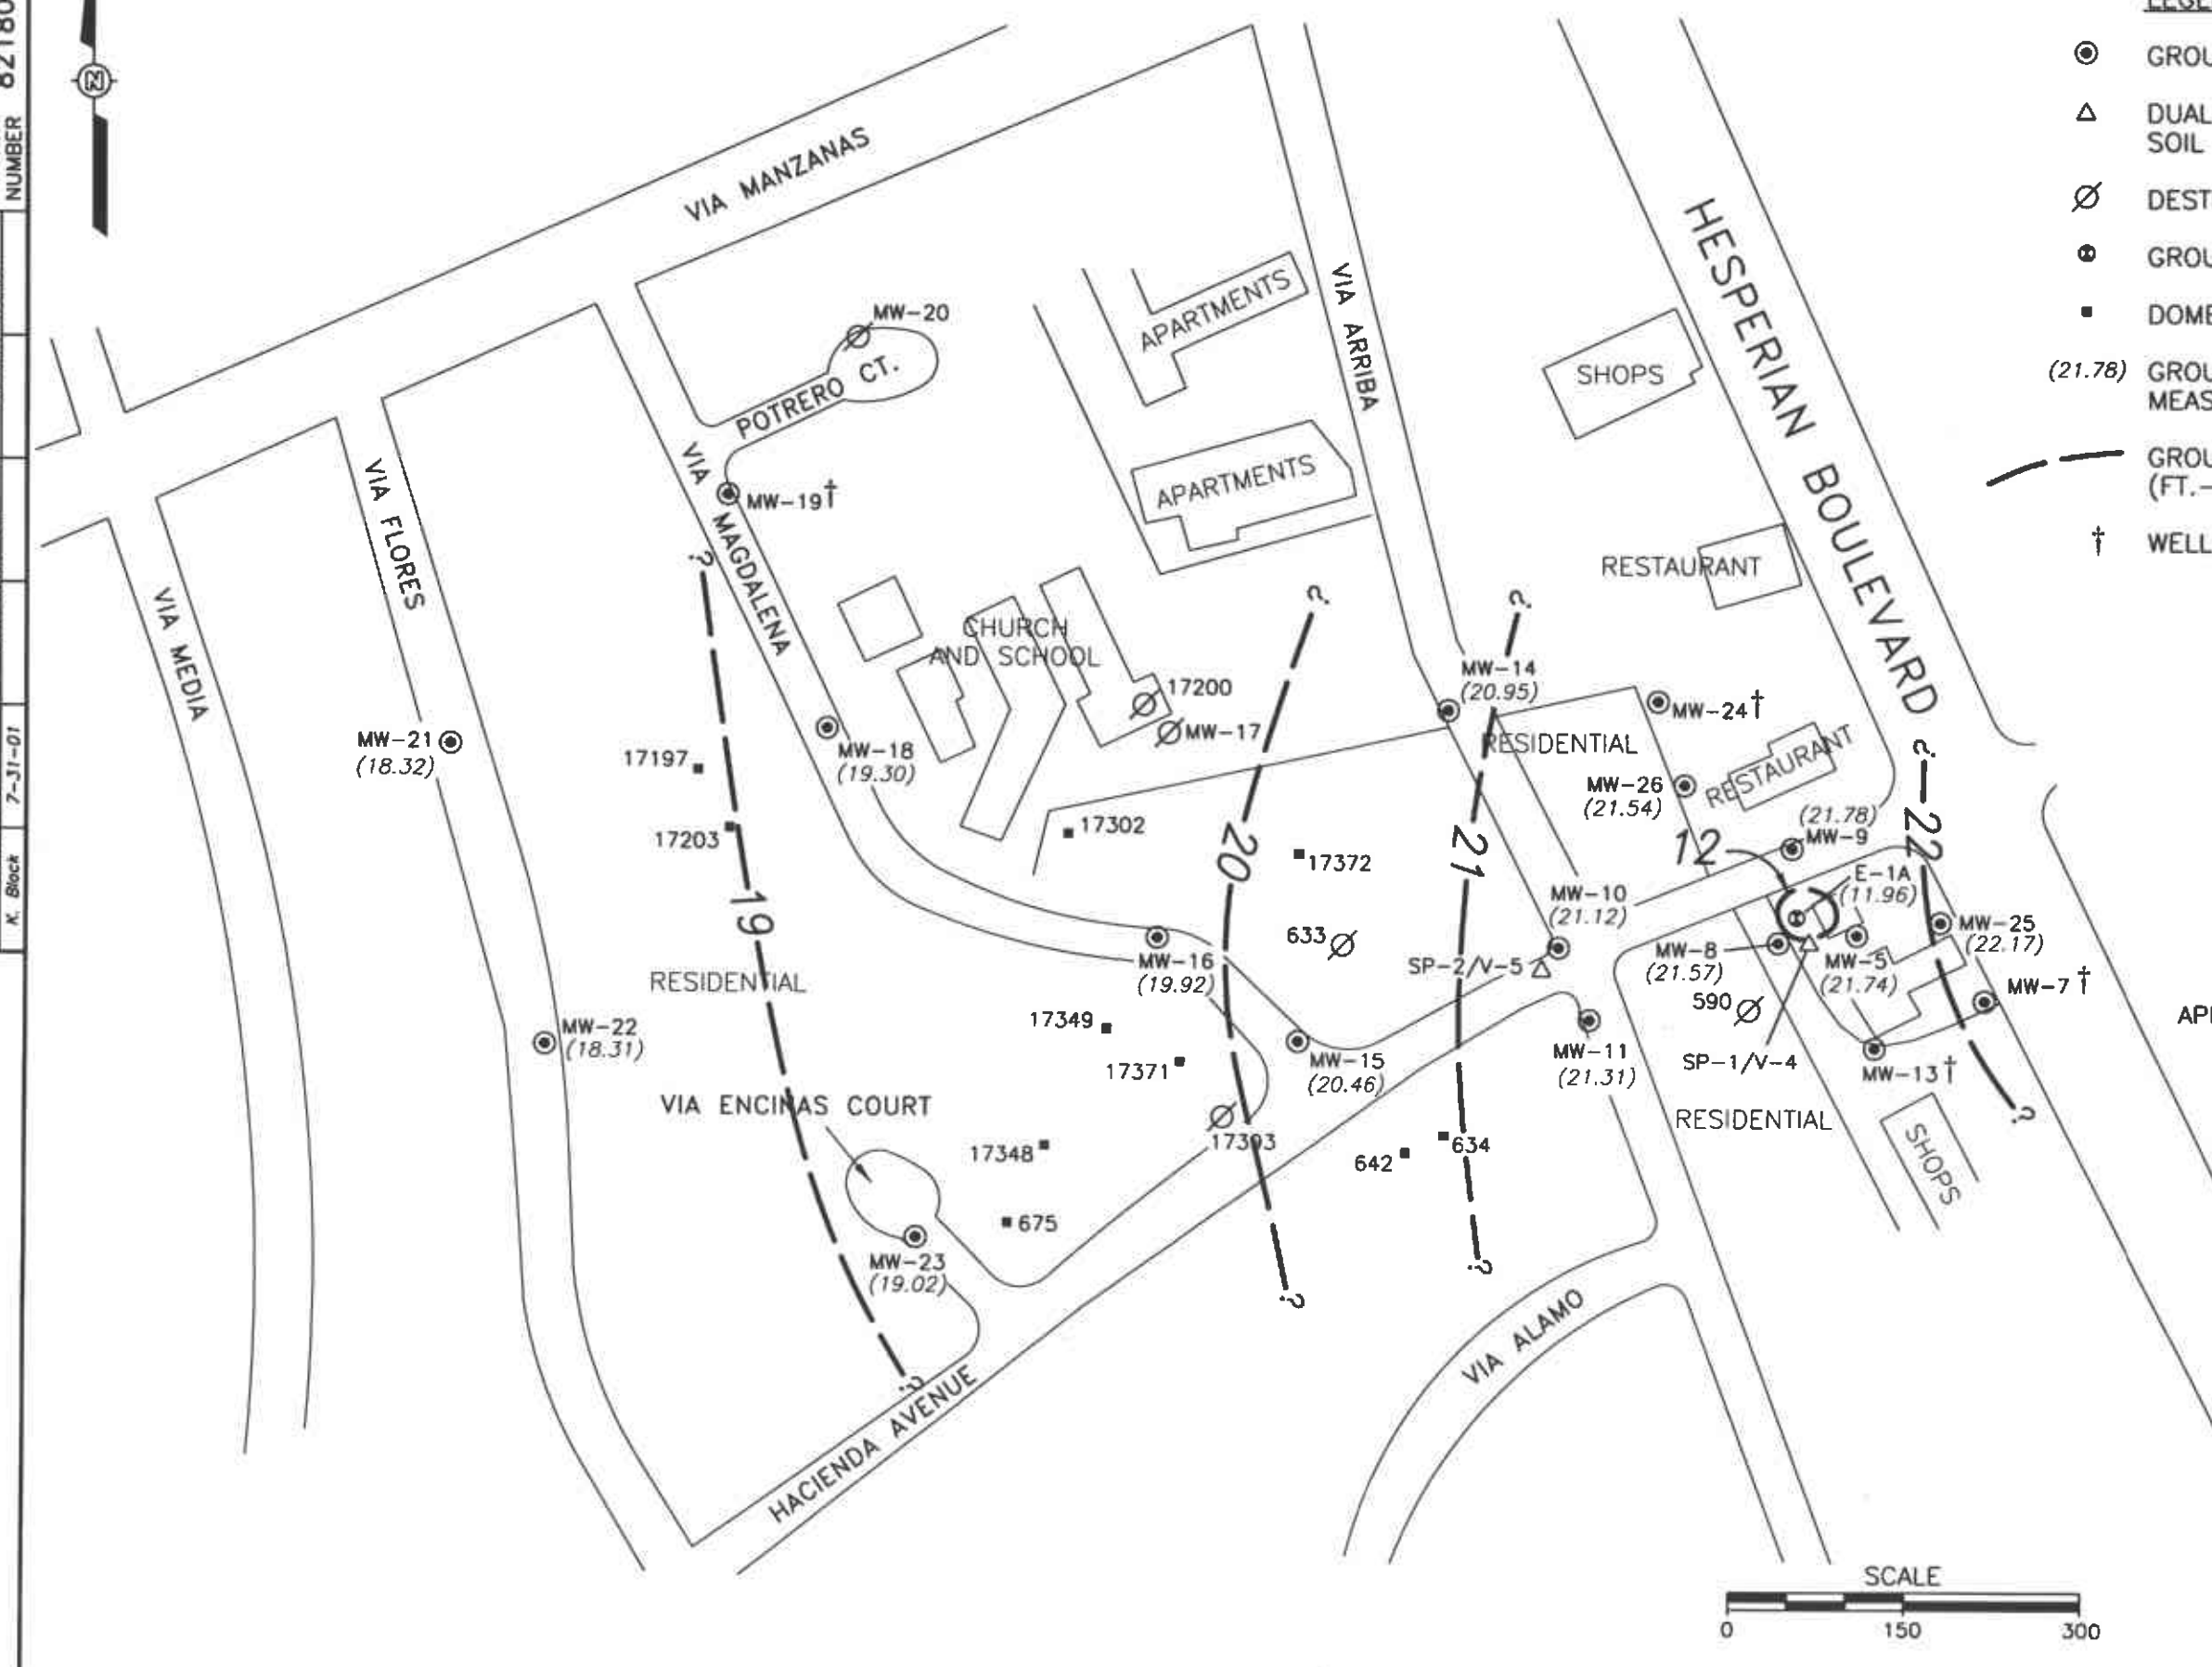 NUMBER 82180
7-31-01
K. Block
N
GROU
DUAL
SOIL
DEST
GROU
DOME
(21.78) GROU
MEAS
GROU
(FT.-
† WELL
VIA MANZANAS
MW-20
POTRERO CT.
APARTMENTS
VIA ARRIBA
HESPERIAN BOULEVARD
SHOPS
VIA MAGDALENA
MW-19†
APARTMENTS
VIA FLORES
RESTAURANT
VIA MEDIA
?
?
?
CHURCH
AND SCHOOL
MW-14
(20.95)
17200
MW-17
MW-24†
RESIDENTIAL
MW-21
(18.32)
17197
MW-18
(19.30)
RESTAURANT
?
MW-26
(21.54)
17203
17302
20
21
22
17372
12
(21.78)
MW-9
E-1A
(11.96)
19
MW-10
(21.12)
633
MW-16
(19.92)
SP-2/V-5
MW-8
(21.57)
MW-5
(21.74)
MW-25
(22.17)
MW-7†
RESIDENTIAL
590
17349
MW-22
(18.31)
MW-15
(20.46)
MW-11
(21.31)
SP-1/V-4
MW-13†
AP
17371
VIA ENCINAS COURT
RESIDENTIAL
?
17393
17348
642
634
SHOPS
675
MW-23
(19.02)
?
?
?
VIA ALAMO
HACIENDA AVENUE
SCALE
0 150 300